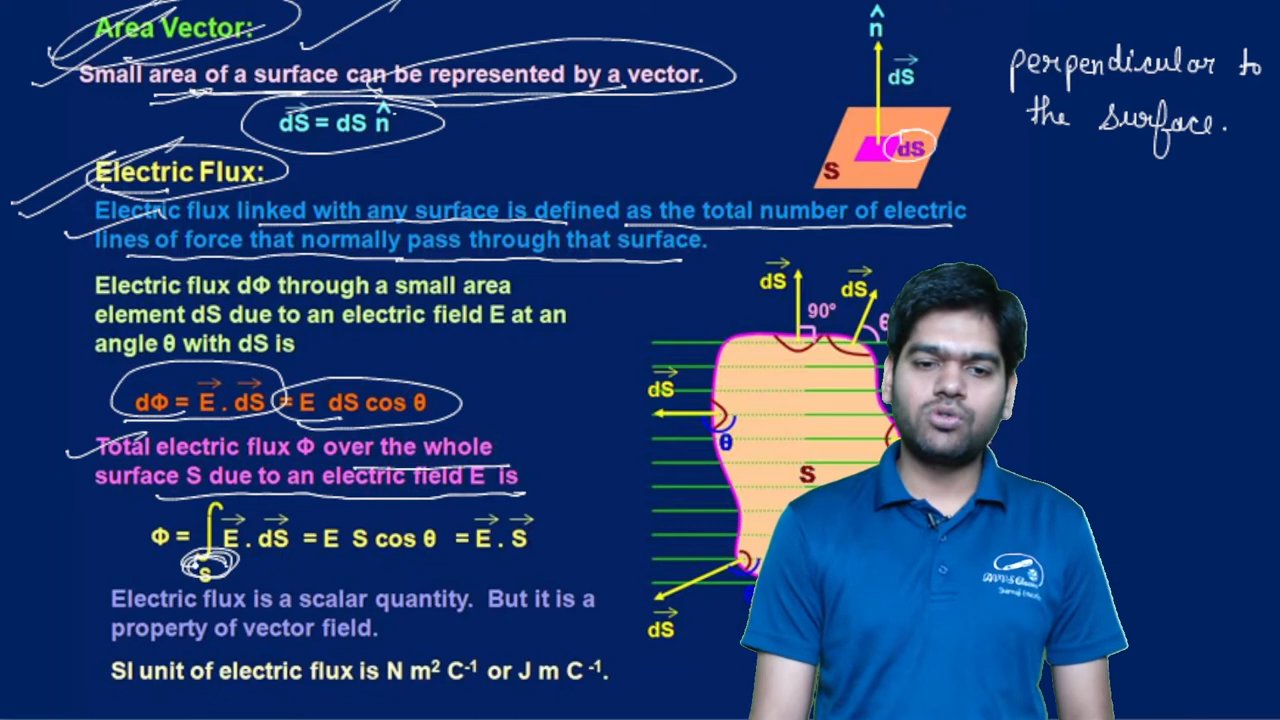 Area Vector:
Small area of a surface can be represented by a vector.
dS = dS n̂
Electric Flux:
Electric flux linked with any surface is defined as the total number of electric
lines of force that normally pass through that surface.
Electric flux dΦ through a small area
element dS due to an electric field E at an
angle θ with dS is
dΦ = E . dS = E dS cos θ
Total electric flux Φ over the whole
surface S due to an electric field E is
Φ = ∫ E . dS = E S cos θ = E . S
S
Electric flux is a scalar quantity. But it is a
property of vector field.
SI unit of electric flux is N m² C⁻¹ or J m C ⁻¹.
n̂
dS
dS
S
perpendicular to
the surface.
dS
dS
90°
θ
dS
θ
S
dS